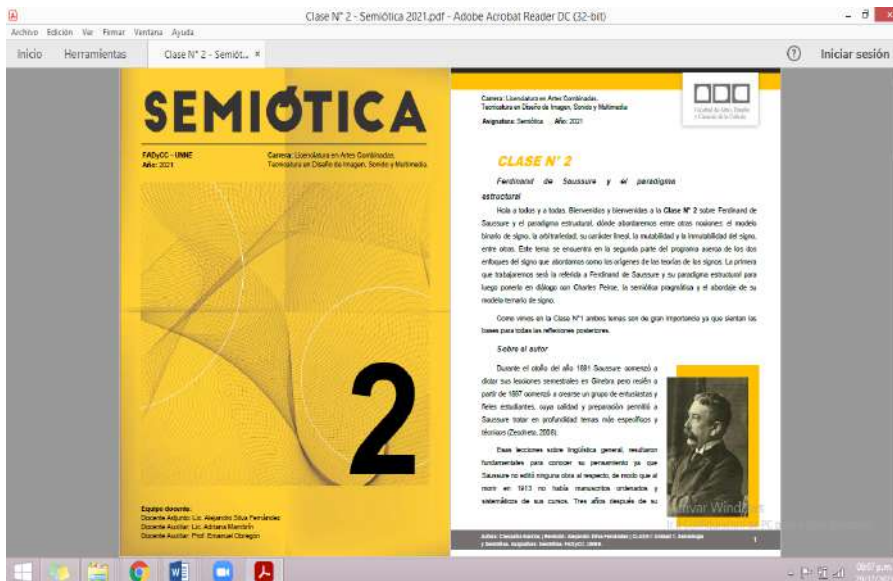 Clase N° 2 - Semiótica 2021.pdf - Adobe Acrobat Reader DC (32-bit)
Archivo Edición Ver Firmar Ventana Ayuda
Inicio Herramientas Clase N° 2 - Semiót... × Iniciar sesión
SEMIÓTICA
FADyCC - UNNE
Año: 2021
Carrera: Licenciatura en Artes Combinadas.
Tecnicatura en Diseño de Imagen, Sonido y Multimedia.
2
Equipo docente:
Docente Adjunto: Lic. Alejandro Silva Fernández
Docente Auxiliar: Lic. Adriana
Docente Auxiliar: Prof. Emanuel Obregón
Carrera: Licenciatura en Artes Combinadas.
Tecnicatura en Diseño de Imagen, Sonido y Multimedia
Asignatura: Semiótica Año: 2021
Facultad de Artes, Diseño
y Ciencias de la Cultura
CLASE N° 2
Ferdinand de Saussure y el paradigma
estructural
Hola a todos y a todas. Bienvenidos y bienvenidas a la Clase N° 2 sobre Ferdinand de
Saussure y el paradigma estructural, dónde abordaremos entre otras nociones: el modelo
binario de signo, la arbitrariedad, su carácter lineal, la mutabilidad y la inmutabilidad del signo,
entre otras. Este tema se encuentra en la segunda parte del programa acerca de los dos
enfoques del signo que abordamos como los orígenes de las teorías de los signos. La primera
que trabajaremos será la referida a Ferdinand de Saussure y su paradigma estructural para
luego ponerla en diálogo con Charles Peirce, la semiótica pragmática y el abordaje de su
modelo ternario de signo.
Como vimos en la Clase N°1 ambos temas son de gran importancia ya que sientan las
bases para todas las reflexiones posteriores.
Sobre el autor
Durante el otoño del año 1891 Saussure comenzó a
dictar sus lecciones semestrales en Ginebra pero recién a
partir de 1897 comenzó a crearse un grupo de entusiastas y
fieles estudiantes, cuya calidad y preparación permitió a
Saussure tratar en profundidad temas más específicos y
técnicos (Zecchetto, 2006).
Esas lecciones sobre lingüística general, resultaron
fundamentales para conocer su pensamiento ya que
Saussure no editó ninguna obra al respecto, de modo que al
morir en 1913 no había manuscritos ordenados y
sistemáticos de sus cursos. Tres años después de su
1